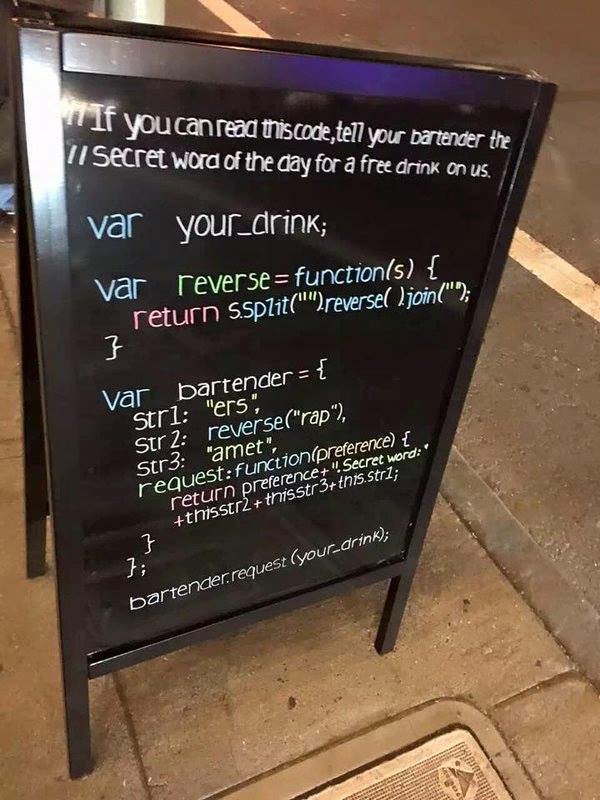 // If you can read this code, tell your bartender the
// Secret word of the day for a free drink on us.
var your_drink;
var reverse = function(s) {
return s.split("").reverse( ).join("");
}
var bartender = {
Str1: "ers",
Str 2: reverse("rap"),
Str3: "amet",
request: function(preference) {
return preference + ". Secret word: "
+ this.str2 + this.str3 + this.str1;
}
};
bartender.request (your_drink);